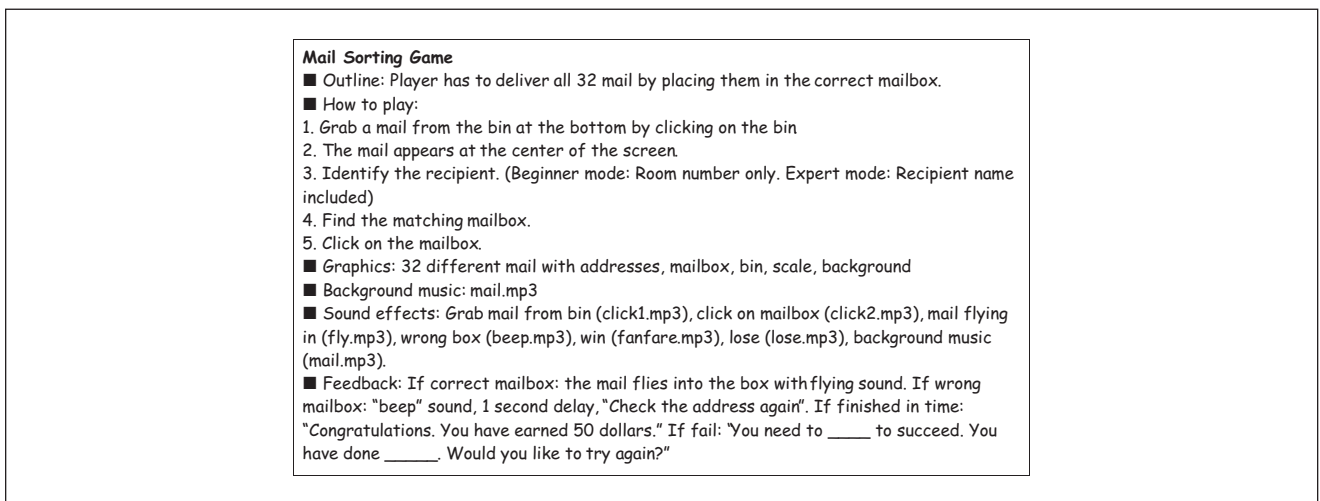 Mail Sorting Game
■ Outline: Player has to deliver all 32 mail by placing them in the correct mailbox.
■ How to play:
1. Grab a mail from the bin at the bottom by clicking on the bin
2. The mail appears at the center of the screen.
3. Identify the recipient. (Beginner mode: Room number only. Expert mode: Recipient name
included)
4. Find the matching mailbox.
5. Click on the mailbox.
■ Graphics: 32 different mail with addresses, mailbox, bin, scale, background
■ Background music: mail.mp3
■ Sound effects: Grab mail from bin (click1.mp3), click on mailbox (click2.mp3), mail flying
in (fly.mp3), wrong box (beep.mp3), win (fanfare.mp3), lose (lose.mp3), background music
(mail.mp3).
■ Feedback: If correct mailbox: the mail flies into the box with flying sound. If wrong
mailbox: “beep” sound, 1 second delay, “Check the address again”. If finished in time:
“Congratulations. You have earned 50 dollars.” If fail: “You need to ____ to succeed. You
have done _____. Would you like to try again?”